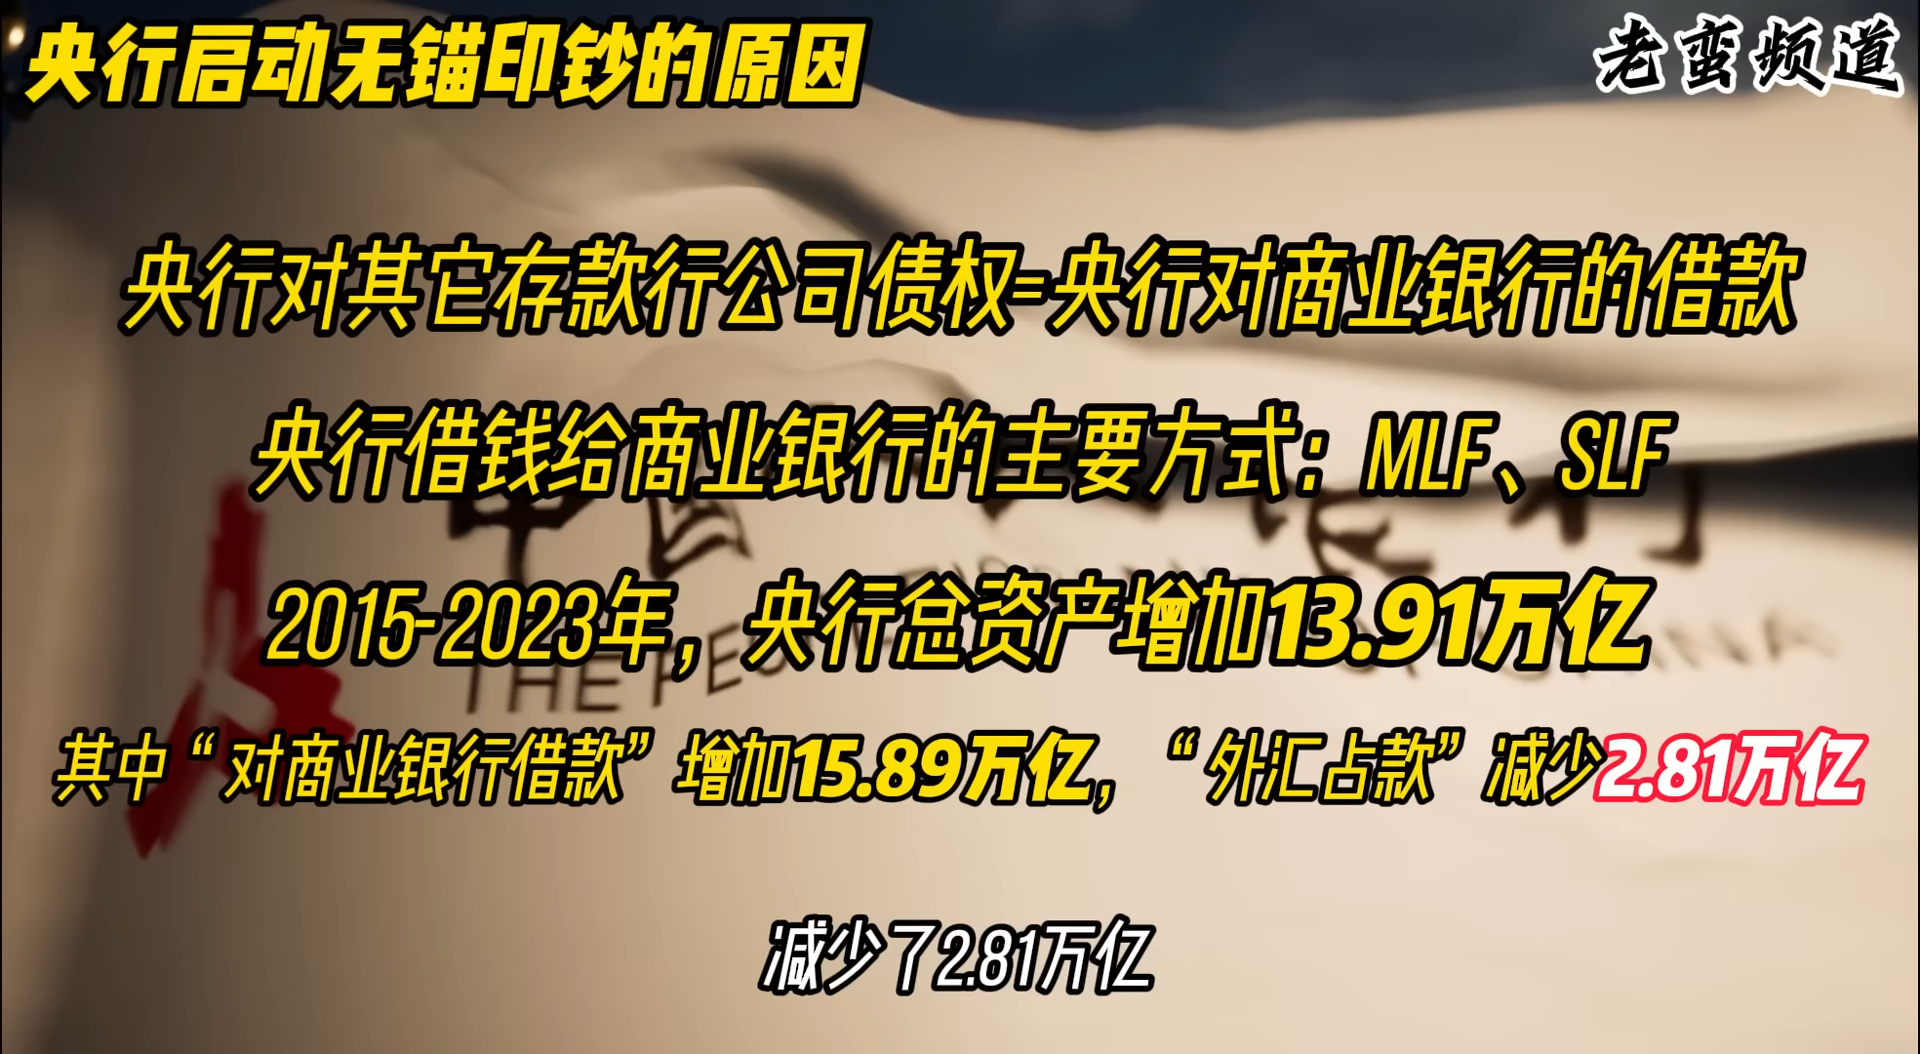 央行启动无锚印钞的原因
老蛮频道
央行对其它存款行公司债权=央行对商业银行的借款
央行借钱给商业银行的主要方式：MLF、SLF
2015-2023年，央行总资产增加13.91万亿
其中“对商业银行借款”增加15.89万亿，“外汇占款”减少2.81万亿
减少了2.81万亿